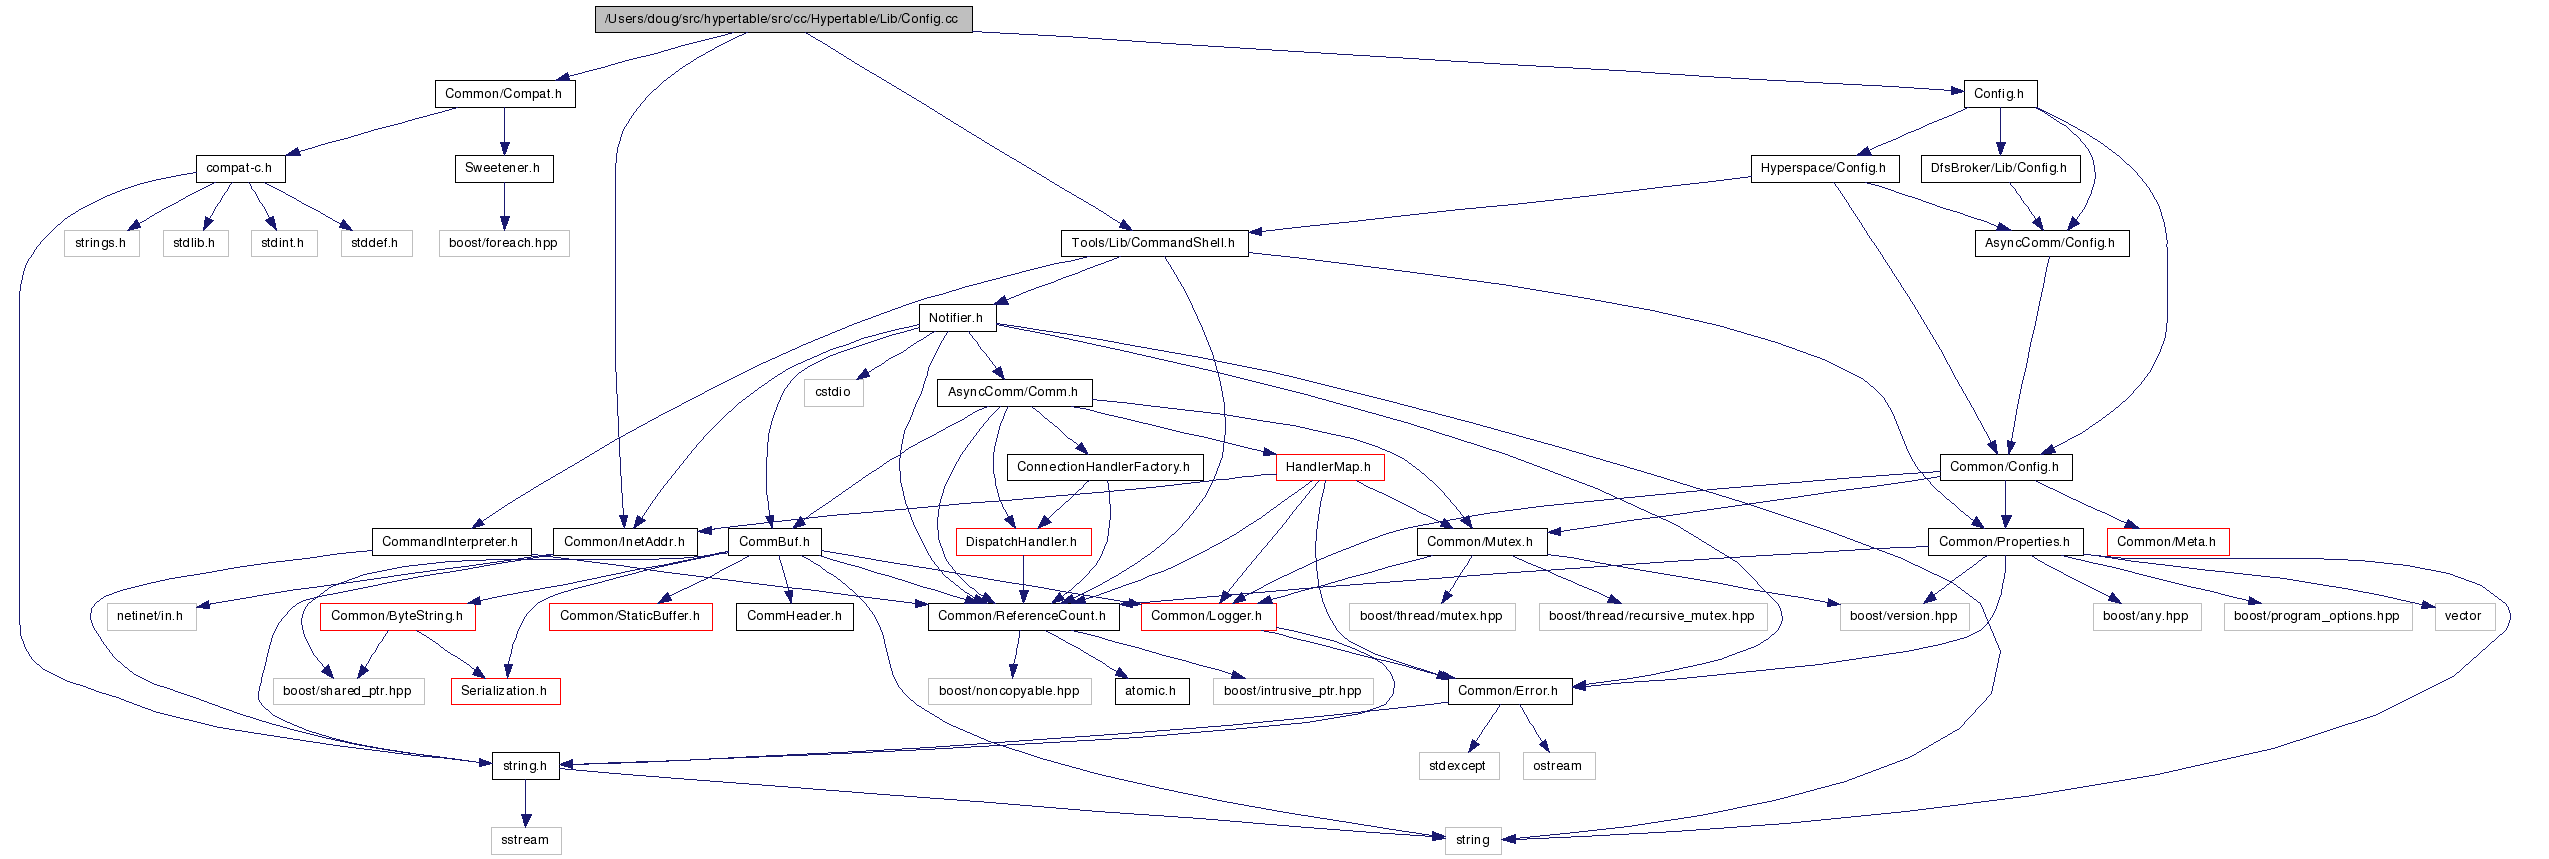 /Users/doug/src/hypertable/src/cc/Hypertable/Lib/Config.cc
Common/Compat.h
Config.h
compat-c.h
Sweetener.h
Hyperspace/Config.h
DfsBroker/Lib/Config.h
strings.h
stdlib.h
stdint.h
stddef.h
boost/foreach.hpp
Tools/Lib/CommandShell.h
AsyncComm/Config.h
Notifier.h
cstdio
AsyncComm/Comm.h
ConnectionHandlerFactory.h
HandlerMap.h
Common/Config.h
CommandInterpreter.h
Common/InetAddr.h
CommBuf.h
DispatchHandler.h
Common/Mutex.h
Common/Properties.h
Common/Meta.h
netinet/in.h
Common/ByteString.h
Common/StaticBuffer.h
CommHeader.h
Common/ReferenceCount.h
Common/Logger.h
boost/thread/mutex.hpp
boost/thread/recursive_mutex.hpp
boost/version.hpp
boost/any.hpp
boost/program_options.hpp
vector
boost/shared_ptr.hpp
Serialization.h
boost/noncopyable.hpp
atomic.h
boost/intrusive_ptr.hpp
Common/Error.h
string.h
stdexcept
ostream
sstream
string